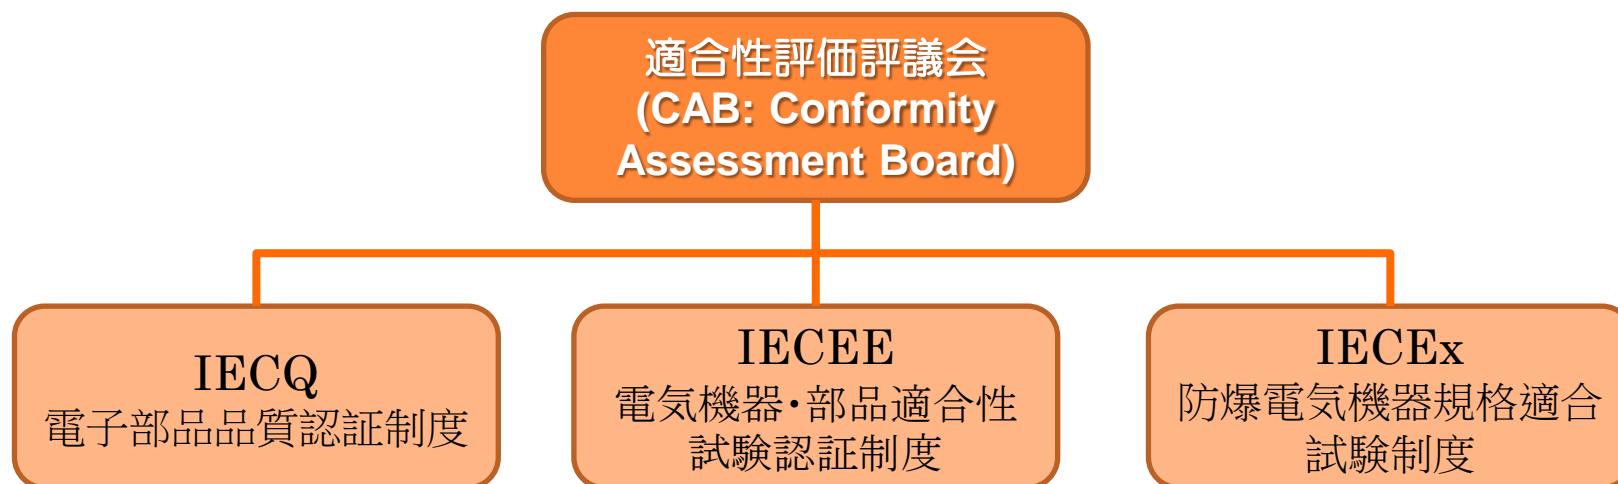 適合性評価評議会
(CAB: Conformity
Assessment Board)
IECQ
電子部品品質認証制度
IECEE
電気機器・部品適合性
試験認証制度
IECEx
防爆電気機器規格適合
試験制度